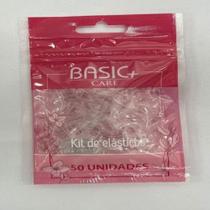 BASIC+
CARE
Kit de elásticos
50 UNIDADES